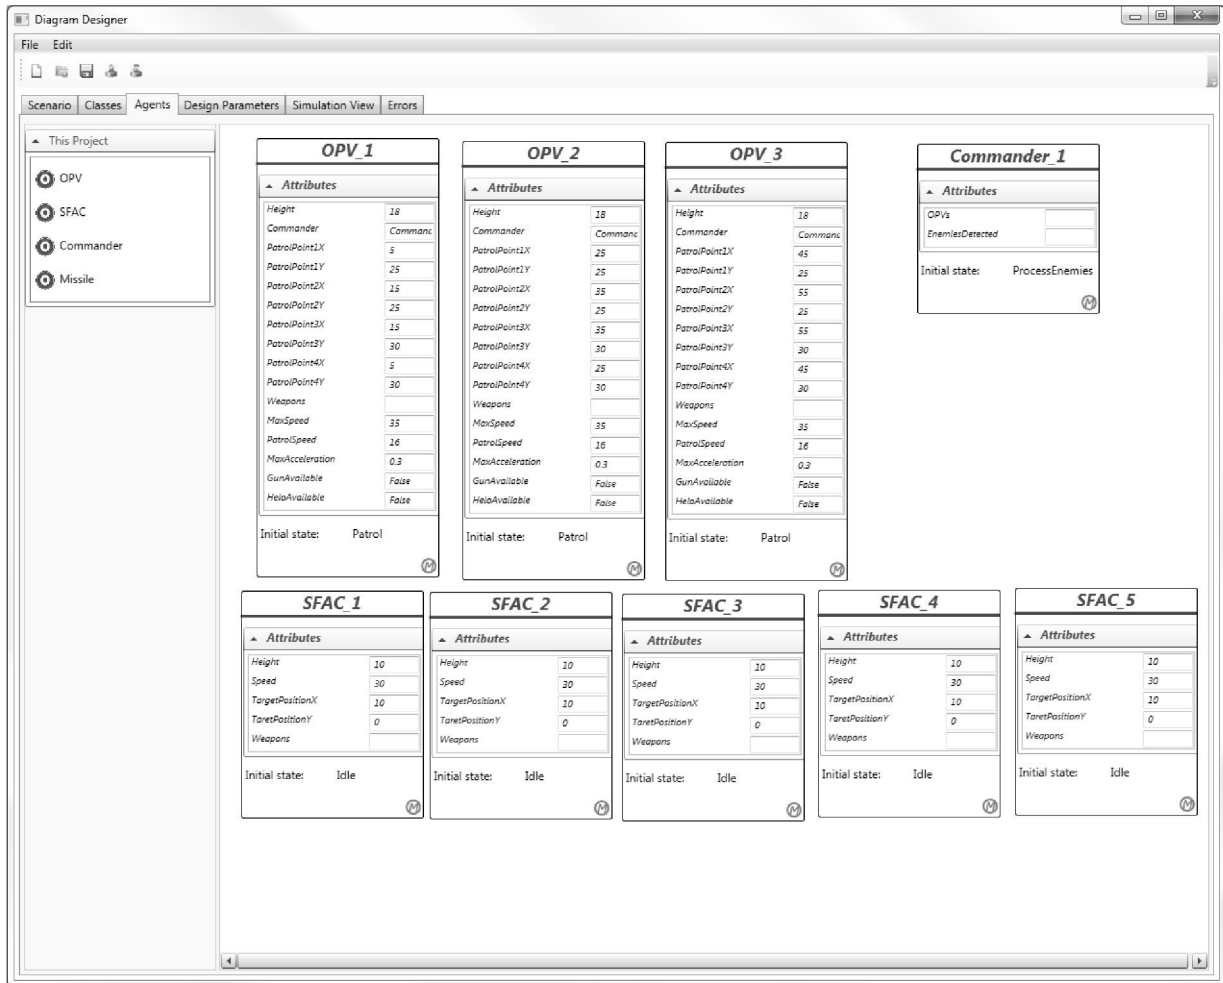 Diagram Designer
File Edit
Scenario Classes Agents Design Parameters Simulation View Errors
This Project
OPV
SFAC
Commander
Missile
OPV_1
Attributes
Height 18
Commander Commanc
PatrolPoint1X 5
PatrolPoint1Y 25
PatrolPoint2X 15
PatrolPoint2Y 25
PatrolPoint3X 15
PatrolPoint3Y 30
PatrolPoint4X 5
PatrolPoint4Y 30
Weapons
MaxSpeed 35
PatrolSpeed 16
MaxAcceleration 0.3
GunAvailable False
HeloAvailable False
Initial state: Patrol
M
OPV_2
Attributes
Height 18
Commander Commanc
PatrolPoint1X 25
PatrolPoint1Y 25
PatrolPoint2X 35
PatrolPoint2Y 25
PatrolPoint3X 35
PatrolPoint3Y 30
PatrolPoint4X 25
PatrolPoint4Y 30
Weapons
MaxSpeed 35
PatrolSpeed 16
MaxAcceleration 0.3
GunAvailable False
HeloAvailable False
Initial state: Patrol
M
OPV_3
Attributes
Height 18
Commander Commanc
PatrolPoint1X 45
PatrolPoint1Y 25
PatrolPoint2X 55
PatrolPoint2Y 25
PatrolPoint3X 55
PatrolPoint3Y 30
PatrolPoint4X 45
PatrolPoint4Y 30
Weapons
MaxSpeed 35
PatrolSpeed 16
MaxAcceleration 0.3
GunAvailable False
HeloAvailable False
Initial state: Patrol
M
Commander_1
Attributes
OPVs
EnemiesDetected
Initial state: ProcessEnemies
M
SFAC_1
Attributes
Height 10
Speed 30
TargetPositionX 10
TaretPositionY 0
Weapons
Initial state: Idle
M
SFAC_2
Attributes
Height 10
Speed 30
TargetPositionX 10
TaretPositionY 0
Weapons
Initial state: Idle
M
SFAC_3
Attributes
Height 10
Speed 30
TargetPositionX 10
TaretPositionY 0
Weapons
Initial state: Idle
M
SFAC_4
Attributes
Height 10
Speed 30
TargetPositionX 10
TaretPositionY 0
Weapons
Initial state: Idle
M
SFAC_5
Attributes
Height 10
Speed 30
TargetPositionX 10
TaretPositionY 0
Weapons
Initial state: Idle
M